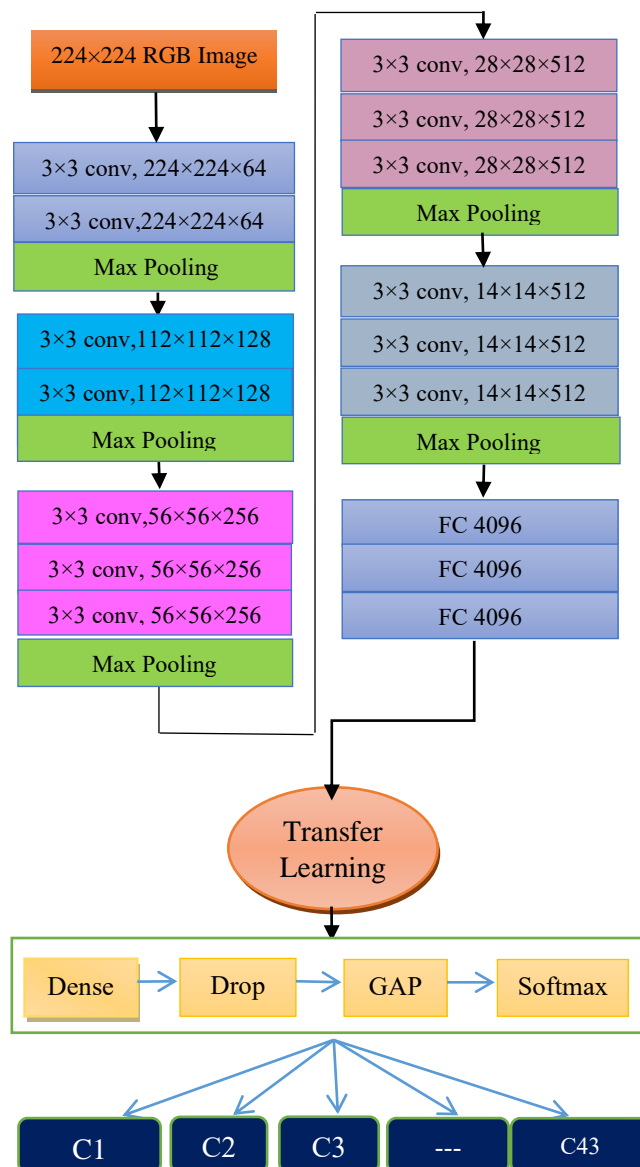 224×224 RGB Image
3×3 conv, 224×224×64
3×3 conv,224×224×64
Max Pooling
3×3 conv,112×112×128
3×3 conv,112×112×128
Max Pooling
3×3 conv,56×56×256
3×3 conv, 56×56×256
3×3 conv, 56×56×256
Max Pooling
3×3 conv, 28×28×512
3×3 conv, 28×28×512
3×3 conv, 28×28×512
Max Pooling
3×3 conv, 14×14×512
3×3 conv, 14×14×512
3×3 conv, 14×14×512
Max Pooling
FC 4096
FC 4096
FC 4096
Transfer
Learning
Dense
Drop
GAP
Softmax
C1
C2
C3
---
C43